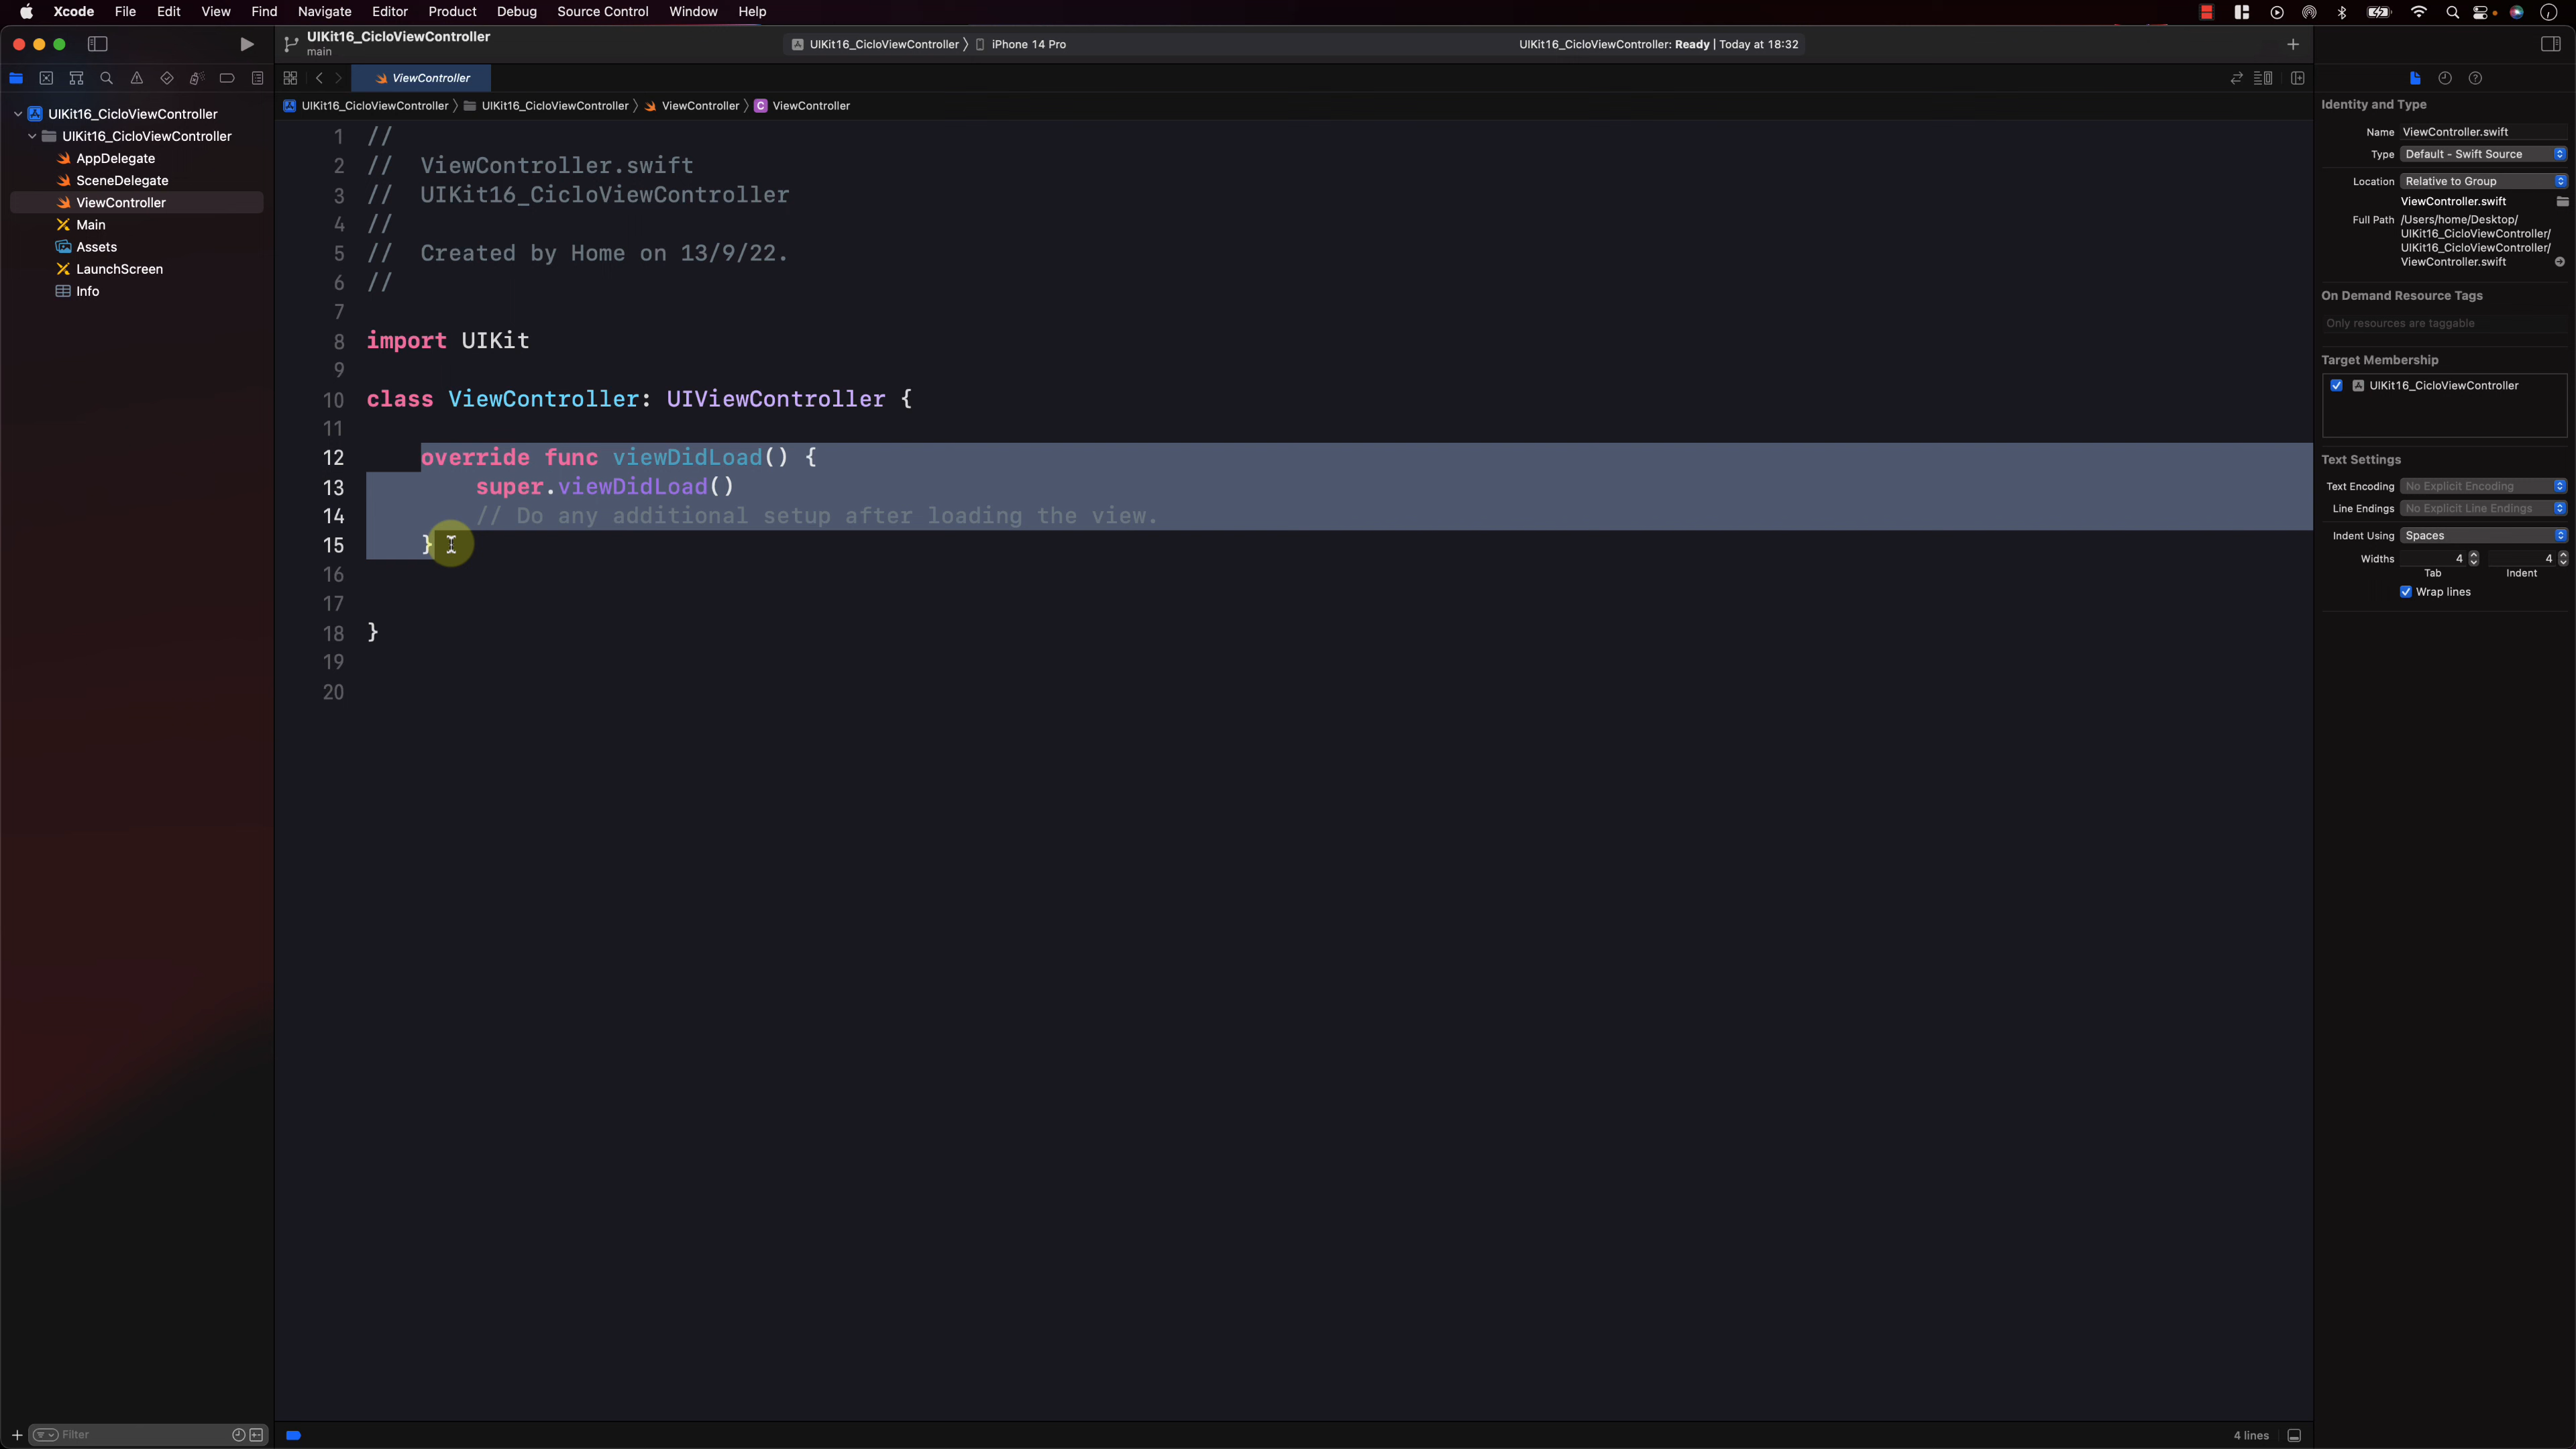 Xcode File Edit View Find Navigate Editor Product Debug Source Control Window Help
UIKit16_CicloViewController
main
UIKit16_CicloViewController 〉 iPhone 14 Pro
UIKit16_CicloViewController: Ready | Today at 18:32
ViewController
UIKit16_CicloViewController 〉 UIKit16_CicloViewController 〉 ViewController 〉 C ViewController
UIKit16_CicloViewController
UIKit16_CicloViewController
AppDelegate
SceneDelegate
ViewController
Main
Assets
LaunchScreen
Info
Filter
1 //
2 // ViewController.swift
3 // UIKit16_CicloViewController
4 //
5 // Created by Home on 13/9/22.
6 //
7
8 import UIKit
9
10 class ViewController: UIViewController {
11
12 override func viewDidLoad() {
13 super.viewDidLoad()
14 // Do any additional setup after loading the view.
15 }
16
17
18 }
19
20
4 lines
Identity and Type
Name ViewController.swift
Type Default - Swift Source
Location Relative to Group
ViewController.swift
Full Path /Users/home/Desktop/
UIKit16_CicloViewController/
UIKit16_CicloViewController/
ViewController.swift
On Demand Resource Tags
Only resources are taggable
Target Membership
UIKit16_CicloViewController
Text Settings
Text Encoding No Explicit Encoding
Line Endings No Explicit Line Endings
Indent Using Spaces
Widths 4 4
Tab Indent
Wrap lines